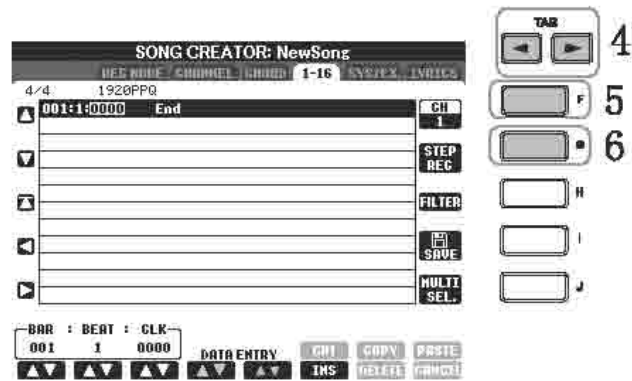 TAB
4
SONG CREATOR: NewSong
REC MODE CHANNEL CHORD 1-16 SYS/EX. LYRICS
4/4 1920PPQ
001:1:0000 End
CH
1
F
5
STEP
REC
6
FILTER
H
SAVE
I
MULTI
SEL.
J
BAR : BEAT : CLK
001 1 0000
DATA ENTRY
CUT COPY PASTE
INS DELETE CANCEL